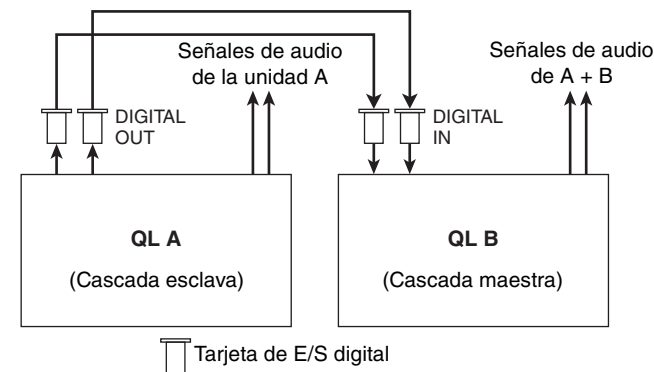 Señales de audio
de la unidad A
Señales de audio
de A + B
DIGITAL
OUT
DIGITAL
IN
QL A
(Cascada esclava)
QL B
(Cascada maestra)
Tarjeta de E/S digital